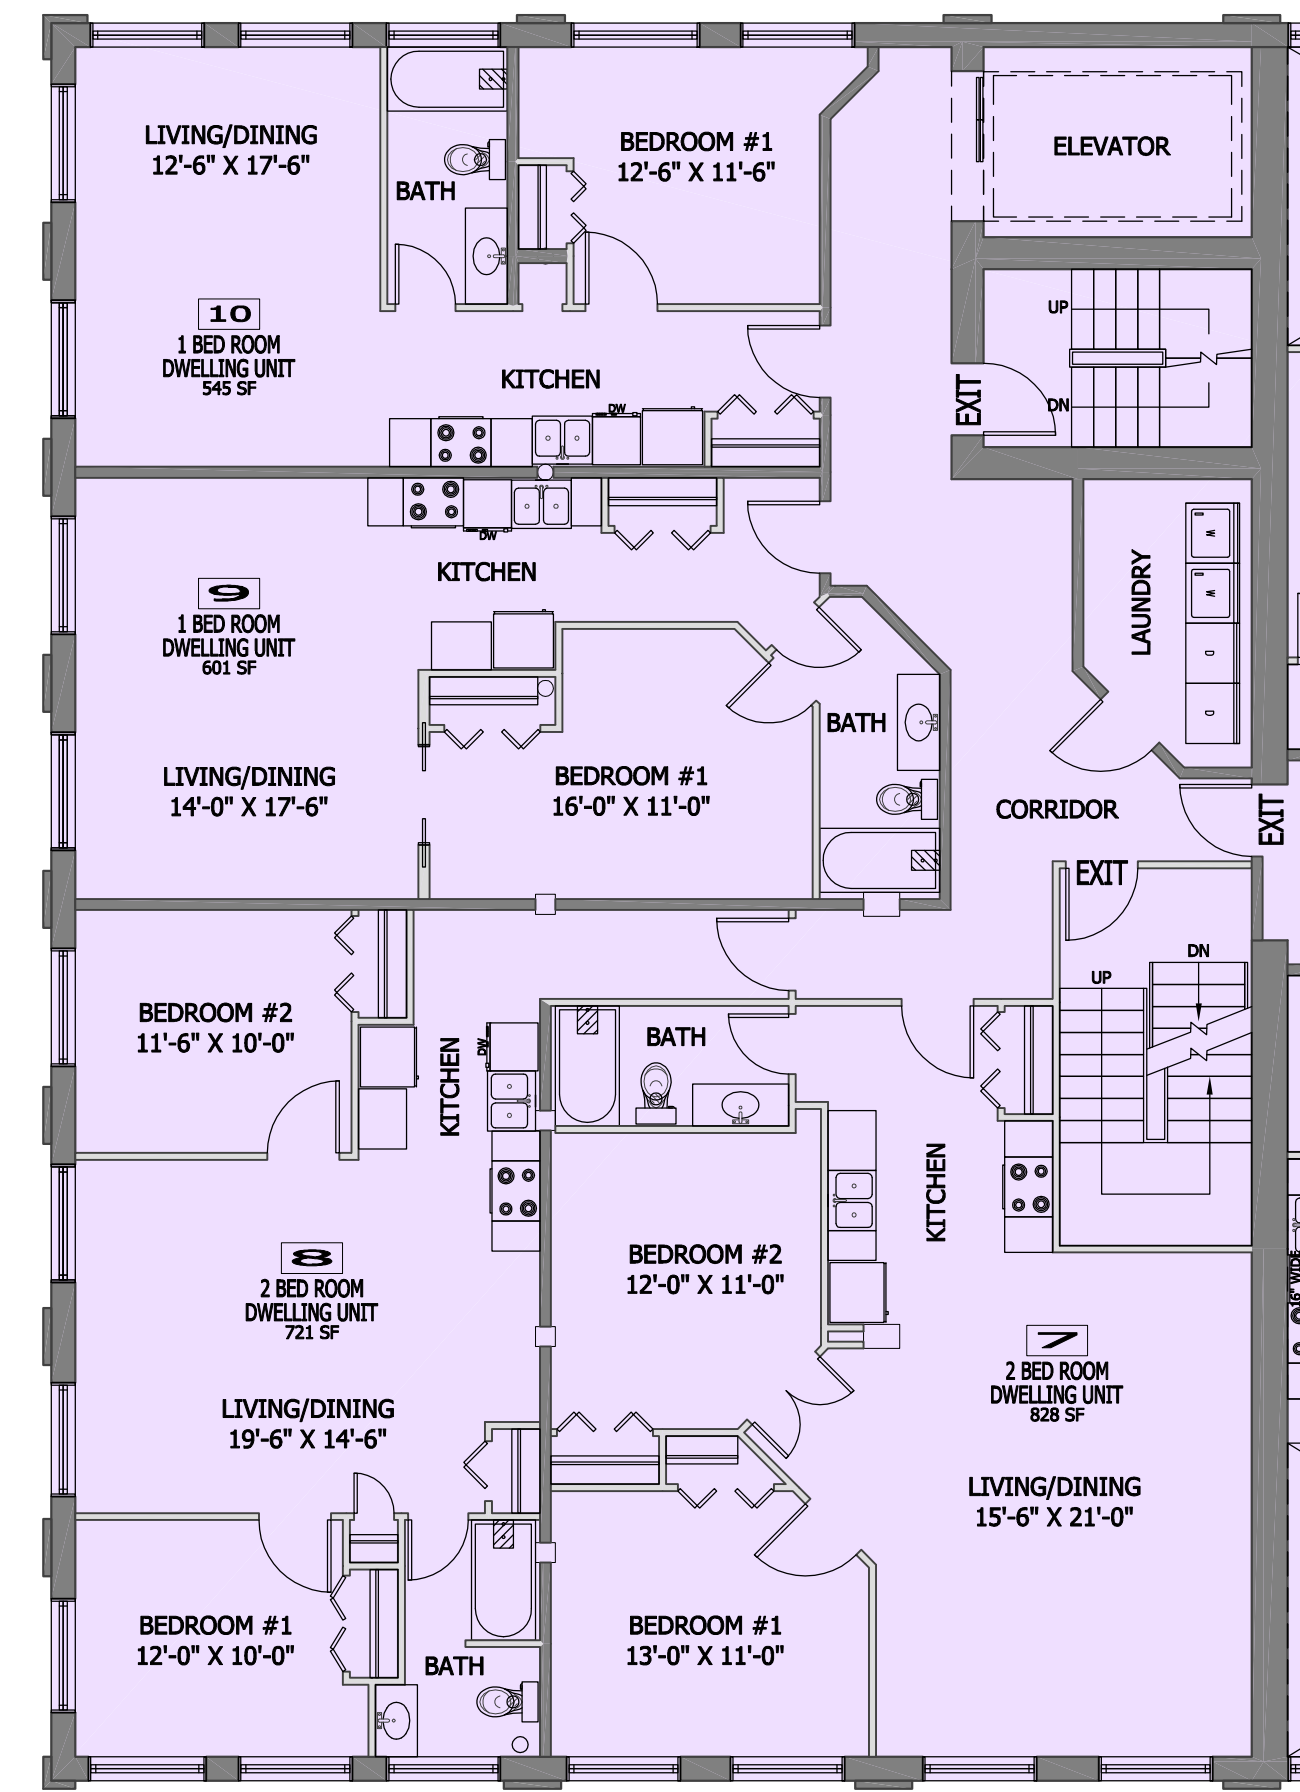 LIVING/DINING
12'-6" X 17'-6"
BATH
BEDROOM #1
12'-6" X 11'-6"
ELEVATOR
10
1 BED ROOM
DWELLING UNIT
545 SF
KITCHEN
DW
UP
DN
EXIT
DW
KITCHEN
9
1 BED ROOM
DWELLING UNIT
601 SF
LAUNDRY
W
W
D
D
BATH
LIVING/DINING
14'-0" X 17'-6"
BEDROOM #1
16'-0" X 11'-0"
CORRIDOR
EXIT
EXIT
UP
DN
BEDROOM #2
11'-6" X 10'-0"
KITCHEN
DW
BATH
KITCHEN
8
2 BED ROOM
DWELLING UNIT
721 SF
BEDROOM #2
12'-0" X 11'-0"
16" WIDE
7
2 BED ROOM
DWELLING UNIT
828 SF
LIVING/DINING
19'-6" X 14'-6"
LIVING/DINING
15'-6" X 21'-0"
BEDROOM #1
12'-0" X 10'-0"
BATH
BEDROOM #1
13'-0" X 11'-0"